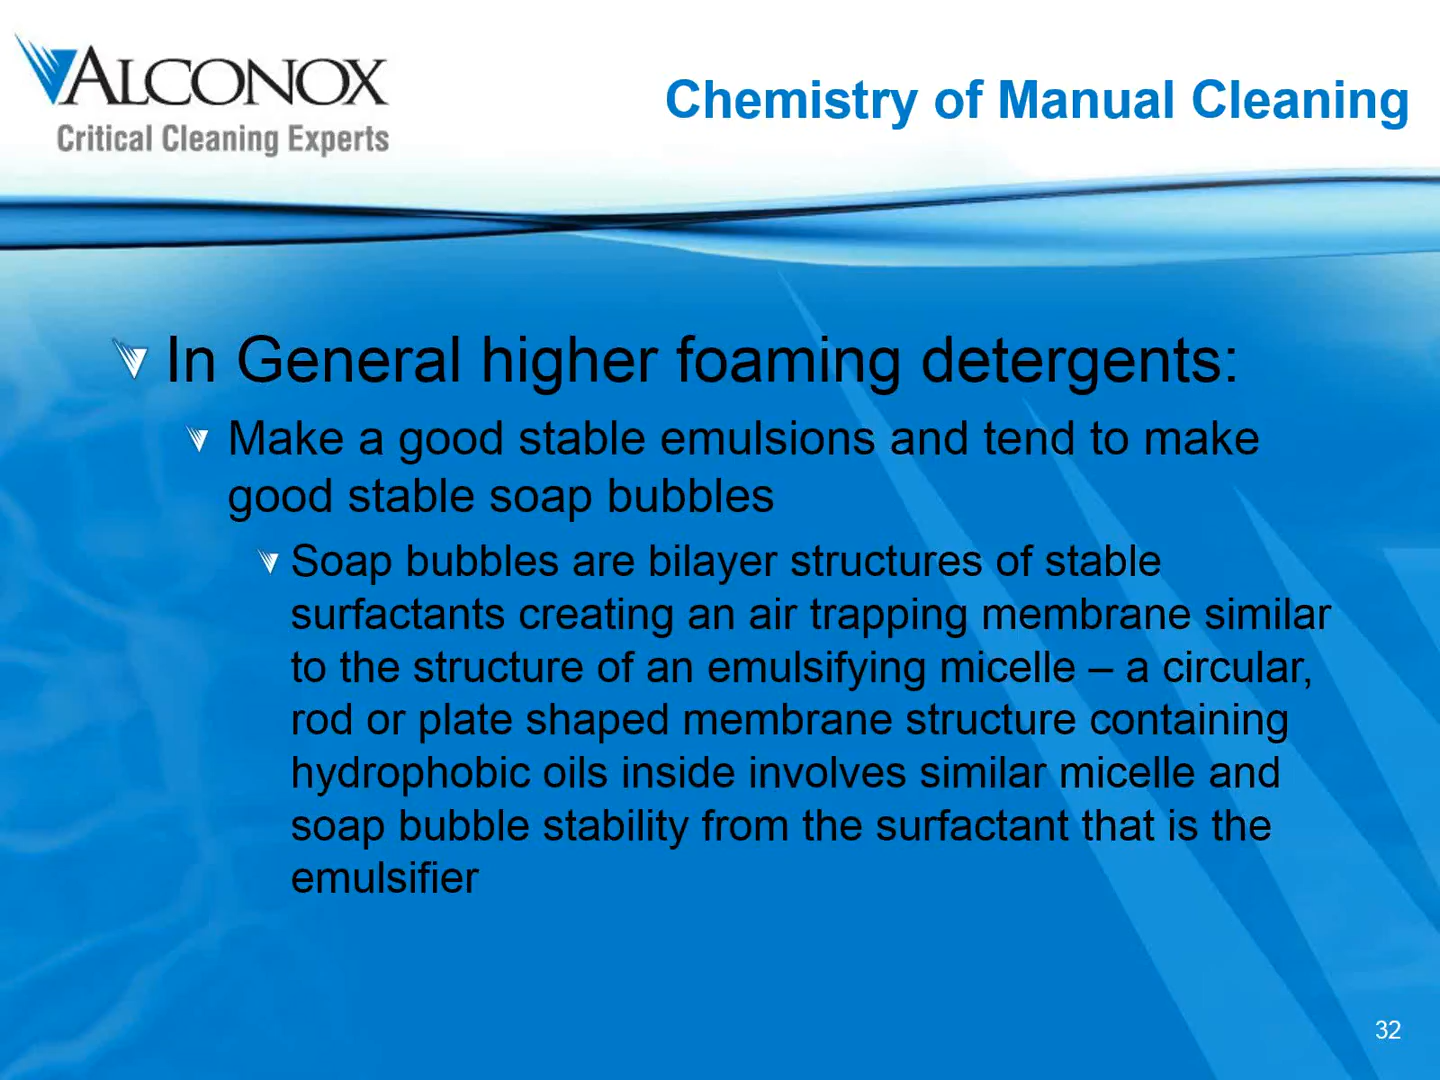 ALCONOX
Critical Cleaning Experts
Chemistry of Manual Cleaning
In General higher foaming detergents:
Make a good stable emulsions and tend to make
good stable soap bubbles
Soap bubbles are bilayer structures of stable
surfactants creating an air trapping membrane similar
to the structure of an emulsifying micelle – a circular,
rod or plate shaped membrane structure containing
hydrophobic oils inside involves similar micelle and
soap bubble stability from the surfactant that is the
emulsifier
32